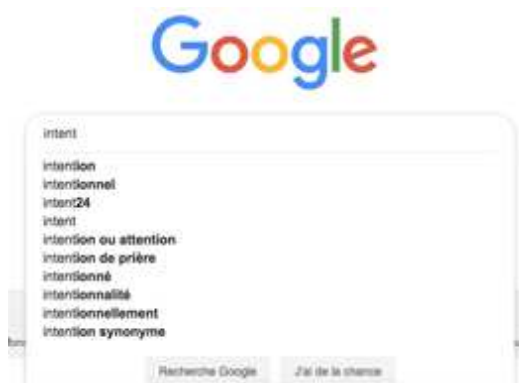 Google
intent
intention
intentionnel
intent24
intent
intention ou attention
intention de prière
intentionné
intentionnalité
intentionnellement
intention synonyme
Recherche Google J'ai de la chance